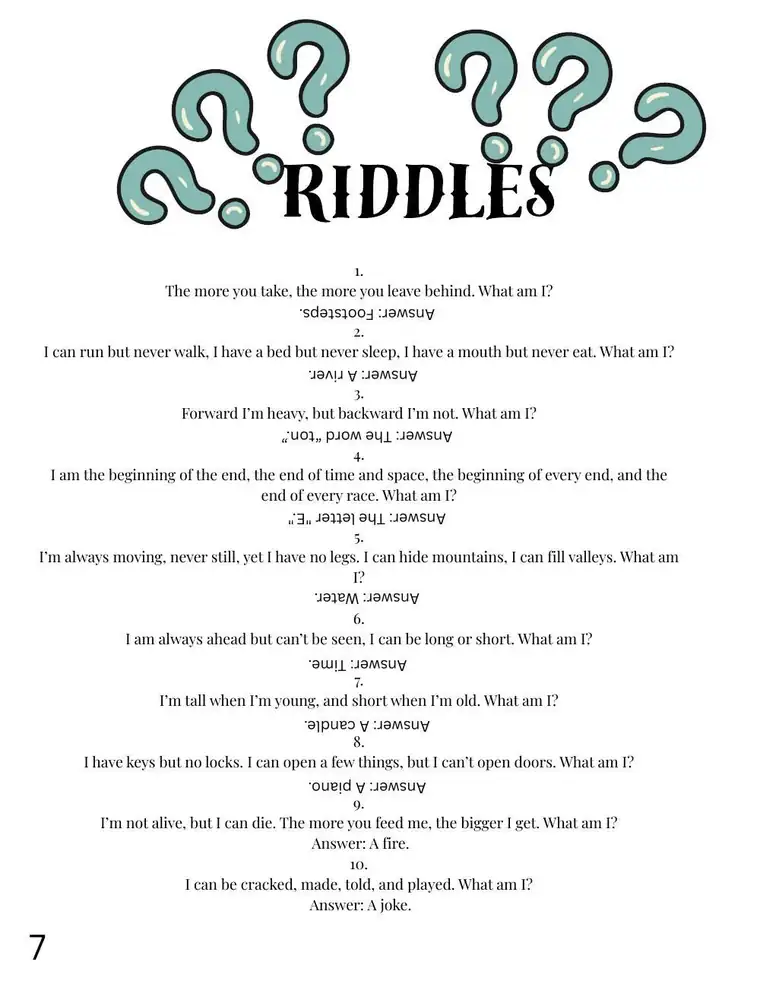 RIDDLES
1.
The more you take, the more you leave behind. What am I?
Answer: Footsteps.
2.
I can run but never walk, I have a bed but never sleep, I have a mouth but never eat. What am I?
Answer: A river.
3.
Forward I’m heavy, but backward I’m not. What am I?
Answer: The word "ton."
4.
I am the beginning of the end, the end of time and space, the beginning of every end, and the
end of every race. What am I?
Answer: The letter "E."
5.
I’m always moving, never still, yet I have no legs. I can hide mountains, I can fill valleys. What am
I?
Answer: Water.
6.
I am always ahead but can’t be seen, I can be long or short. What am I?
Answer: Time.
7.
I’m tall when I’m young, and short when I’m old. What am I?
Answer: A candle.
8.
I have keys but no locks. I can open a few things, but I can’t open doors. What am I?
Answer: A piano.
9.
I’m not alive, but I can die. The more you feed me, the bigger I get. What am I?
Answer: A fire.
10.
I can be cracked, made, told, and played. What am I?
Answer: A joke.
7